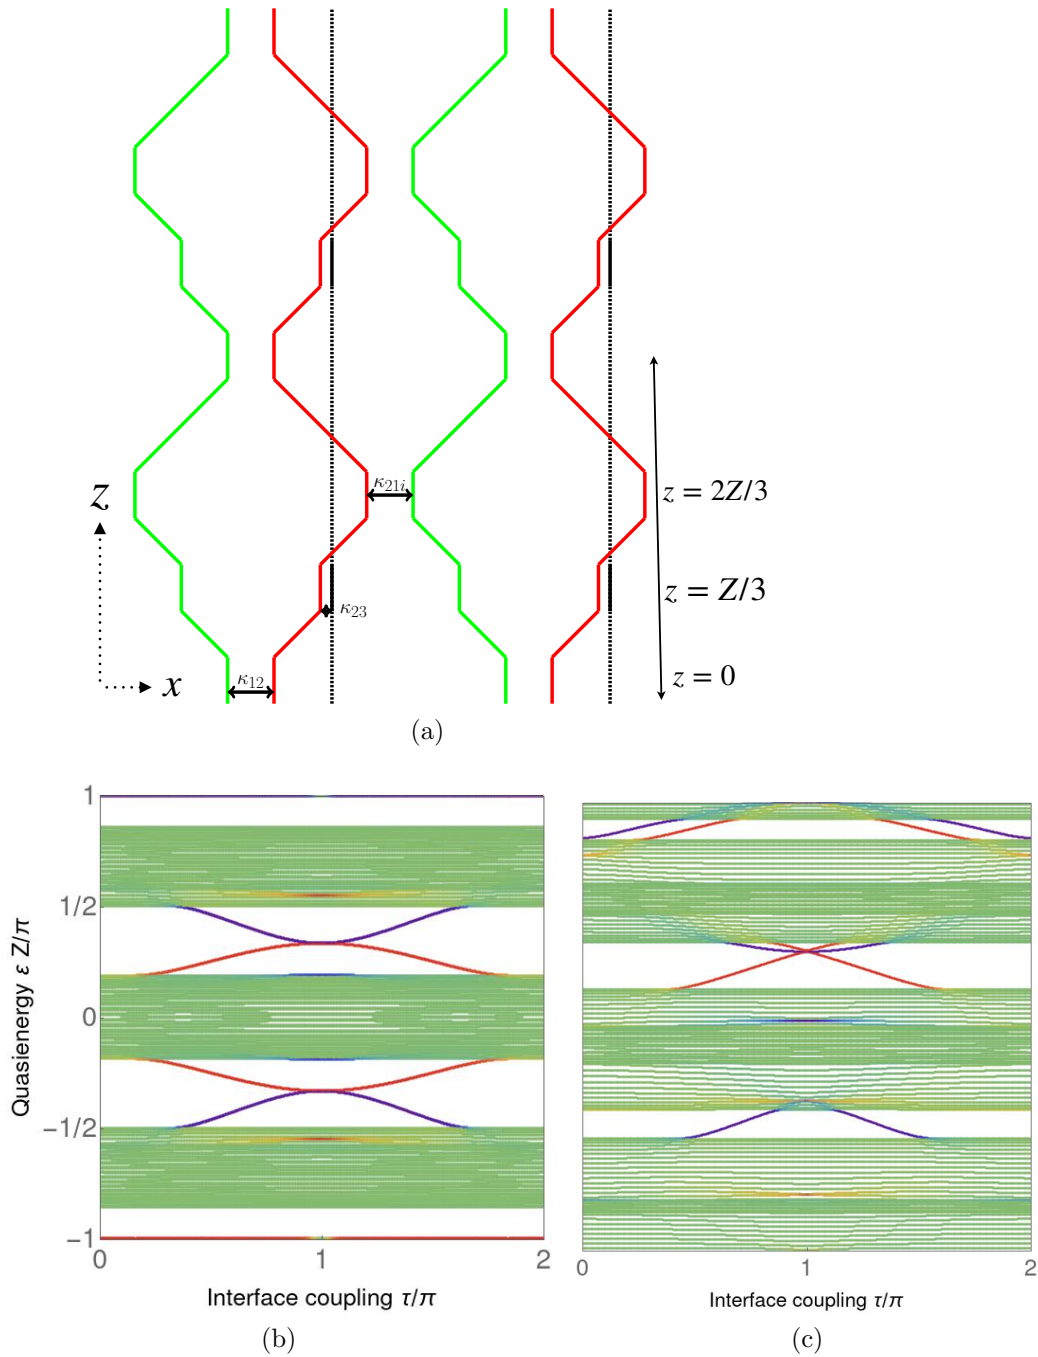 κ21i
z
z = 2Z/3
z = Z/3
κ23
κ12
x
z = 0
(a)
1
1/2
0
−1/2
−1
Quasienergy ε Z/π
0 1 2
Interface coupling τ/π
(b)
0 1 2
Interface coupling τ/π
(c)